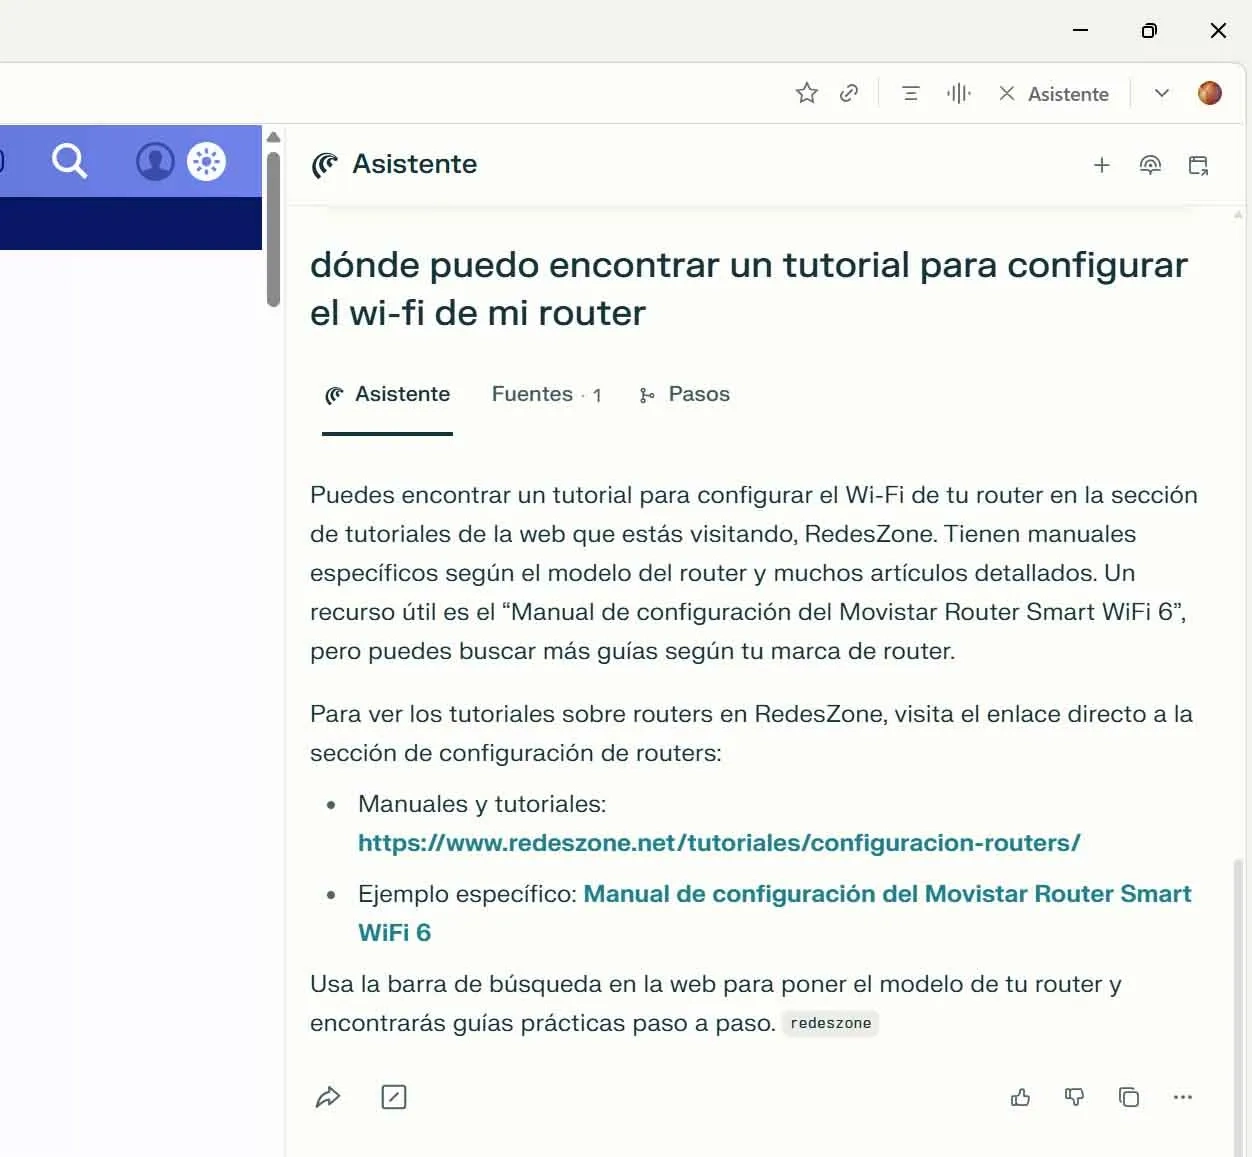 Asistente
Asistente
dónde puedo encontrar un tutorial para configurar
el wi-fi de mi router
Asistente
Fuentes · 1
Pasos
Puedes encontrar un tutorial para configurar el Wi-Fi de tu router en la sección
de tutoriales de la web que estás visitando, RedesZone. Tienen manuales
específicos según el modelo del router y muchos artículos detallados. Un
recurso útil es el “Manual de configuración del Movistar Router Smart WiFi 6”,
pero puedes buscar más guías según tu marca de router.
Para ver los tutoriales sobre routers en RedesZone, visita el enlace directo a la
sección de configuración de routers:
• Manuales y tutoriales:
https://www.redeszone.net/tutoriales/configuracion-routers/
• Ejemplo específico: Manual de configuración del Movistar Router Smart
WiFi 6
Usa la barra de búsqueda en la web para poner el modelo de tu router y
encontrarás guías prácticas paso a paso. redeszone